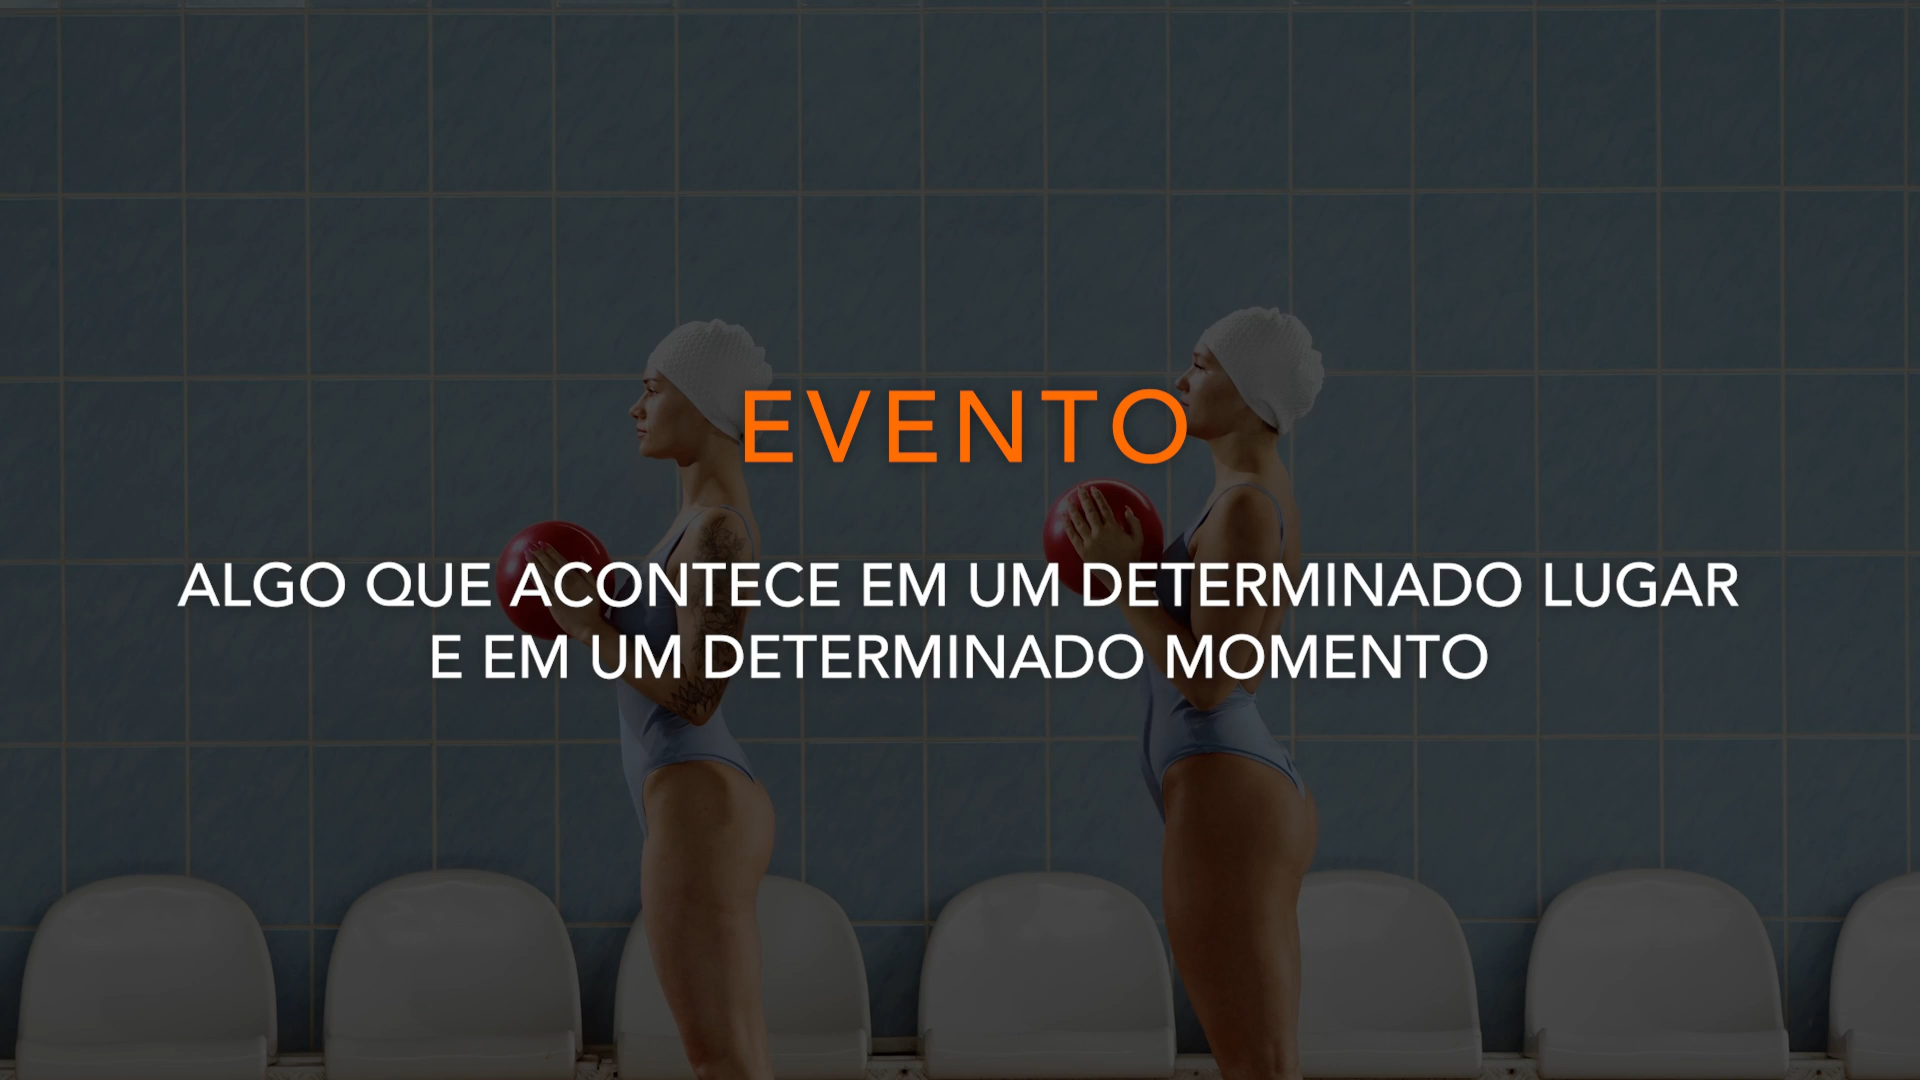 EVENTO
ALGO QUE ACONTECE EM UM DETERMINADO LUGAR
E EM UM DETERMINADO MOMENTO